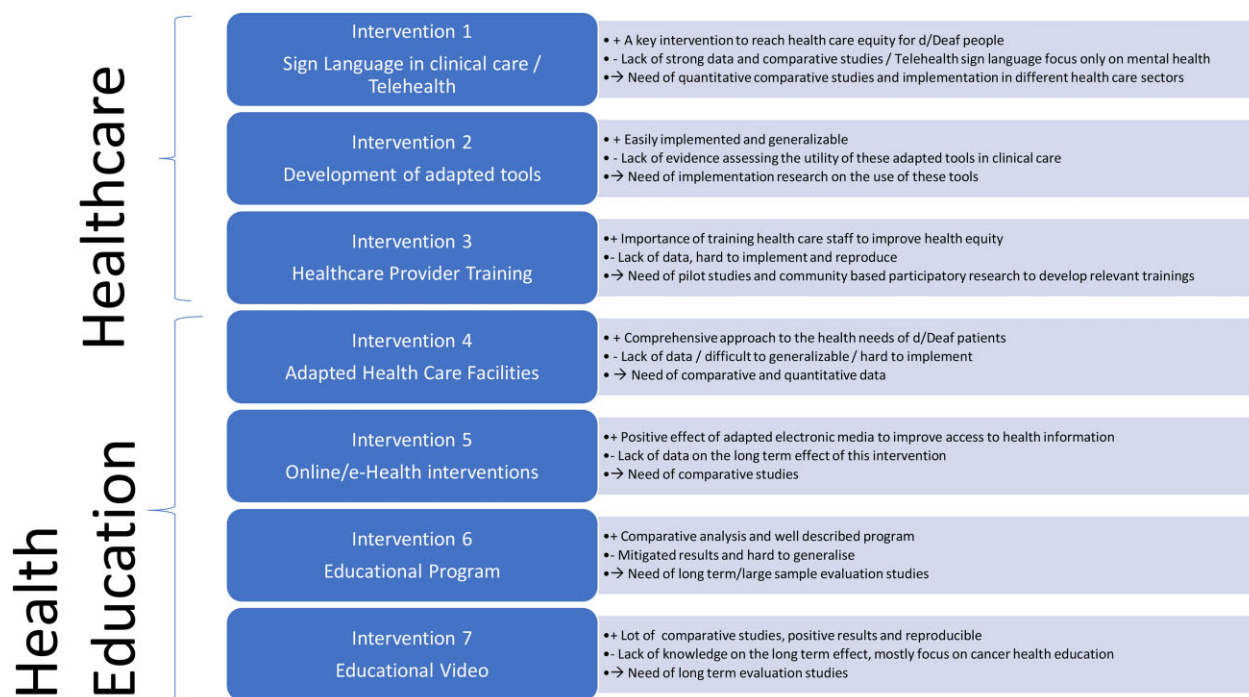 Healthcare
Intervention 1
Sign Language in clinical care /
Telehealth
•+ A key intervention to reach health care equity for d/Deaf people
•- Lack of strong data and comparative studies / Telehealth sign language focus only on mental health
•→ Need of quantitative comparative studies and implementation in different health care sectors
Intervention 2
Development of adapted tools
•+ Easily implemented and generalizable
•- Lack of evidence assessing the utility of these adapted tools in clinical care
•→ Need of implementation research on the use of these tools
Intervention 3
Healthcare Provider Training
•+ Importance of training health care staff to improve health equity
•- Lack of data, hard to implement and reproduce
•→ Need of pilot studies and community based participatory research to develop relevant trainings
Health
Education
Intervention 4
Adapted Health Care Facilities
•+ Comprehensive approach to the health needs of d/Deaf patients
•- Lack of data / difficult to generalizable / hard to implement
•→ Need of comparative and quantitative data
Intervention 5
Online/e-Health interventions
•+ Positive effect of adapted electronic media to improve access to health information
•- Lack of data on the long term effect of this intervention
•→ Need of comparative studies
Intervention 6
Educational Program
•+ Comparative analysis and well described program
•- Mitigated results and hard to generalise
•→ Need of long term/large sample evaluation studies
Intervention 7
Educational Video
•+ Lot of comparative studies, positive results and reproducible
•- Lack of knowledge on the long term effect, mostly focus on cancer health education
•→ Need of long term evaluation studies